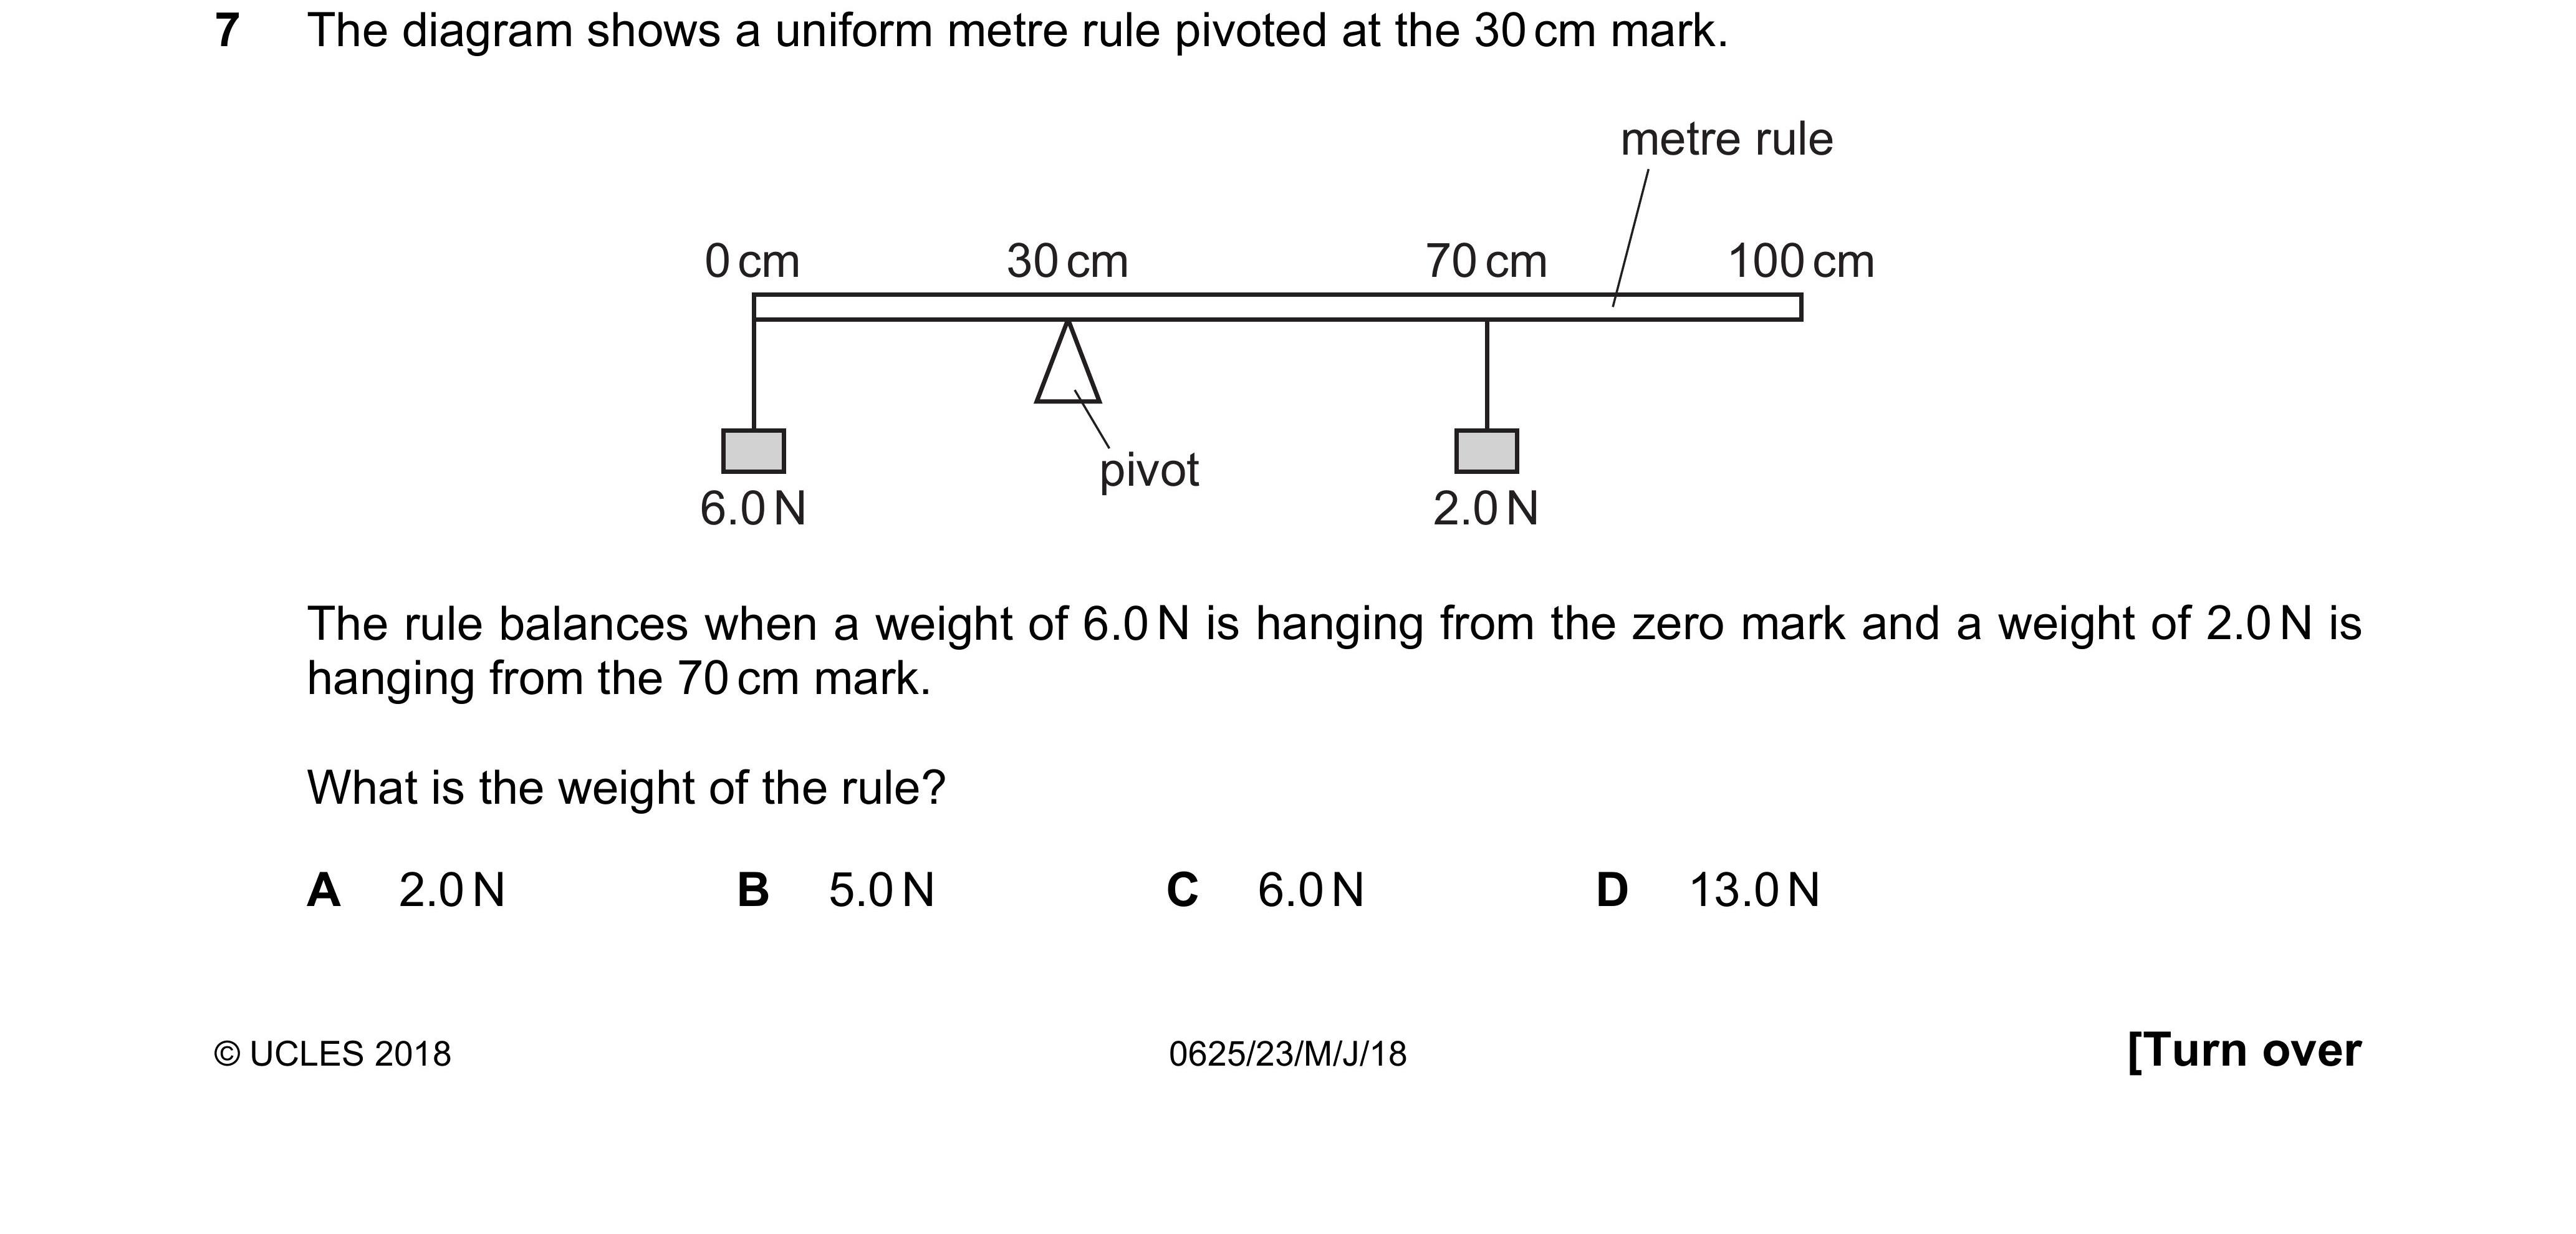 7 The diagram shows a uniform metre rule pivoted at the 30 cm mark.
metre rule
0 cm 30 cm 70 cm 100 cm
pivot
6.0 N 2.0 N
The rule balances when a weight of 6.0 N is hanging from the zero mark and a weight of 2.0 N is
hanging from the 70 cm mark.
What is the weight of the rule?
A 2.0 N B 5.0 N C 6.0 N D 13.0 N
© UCLES 2018 0625/23/M/J/18 [Turn over